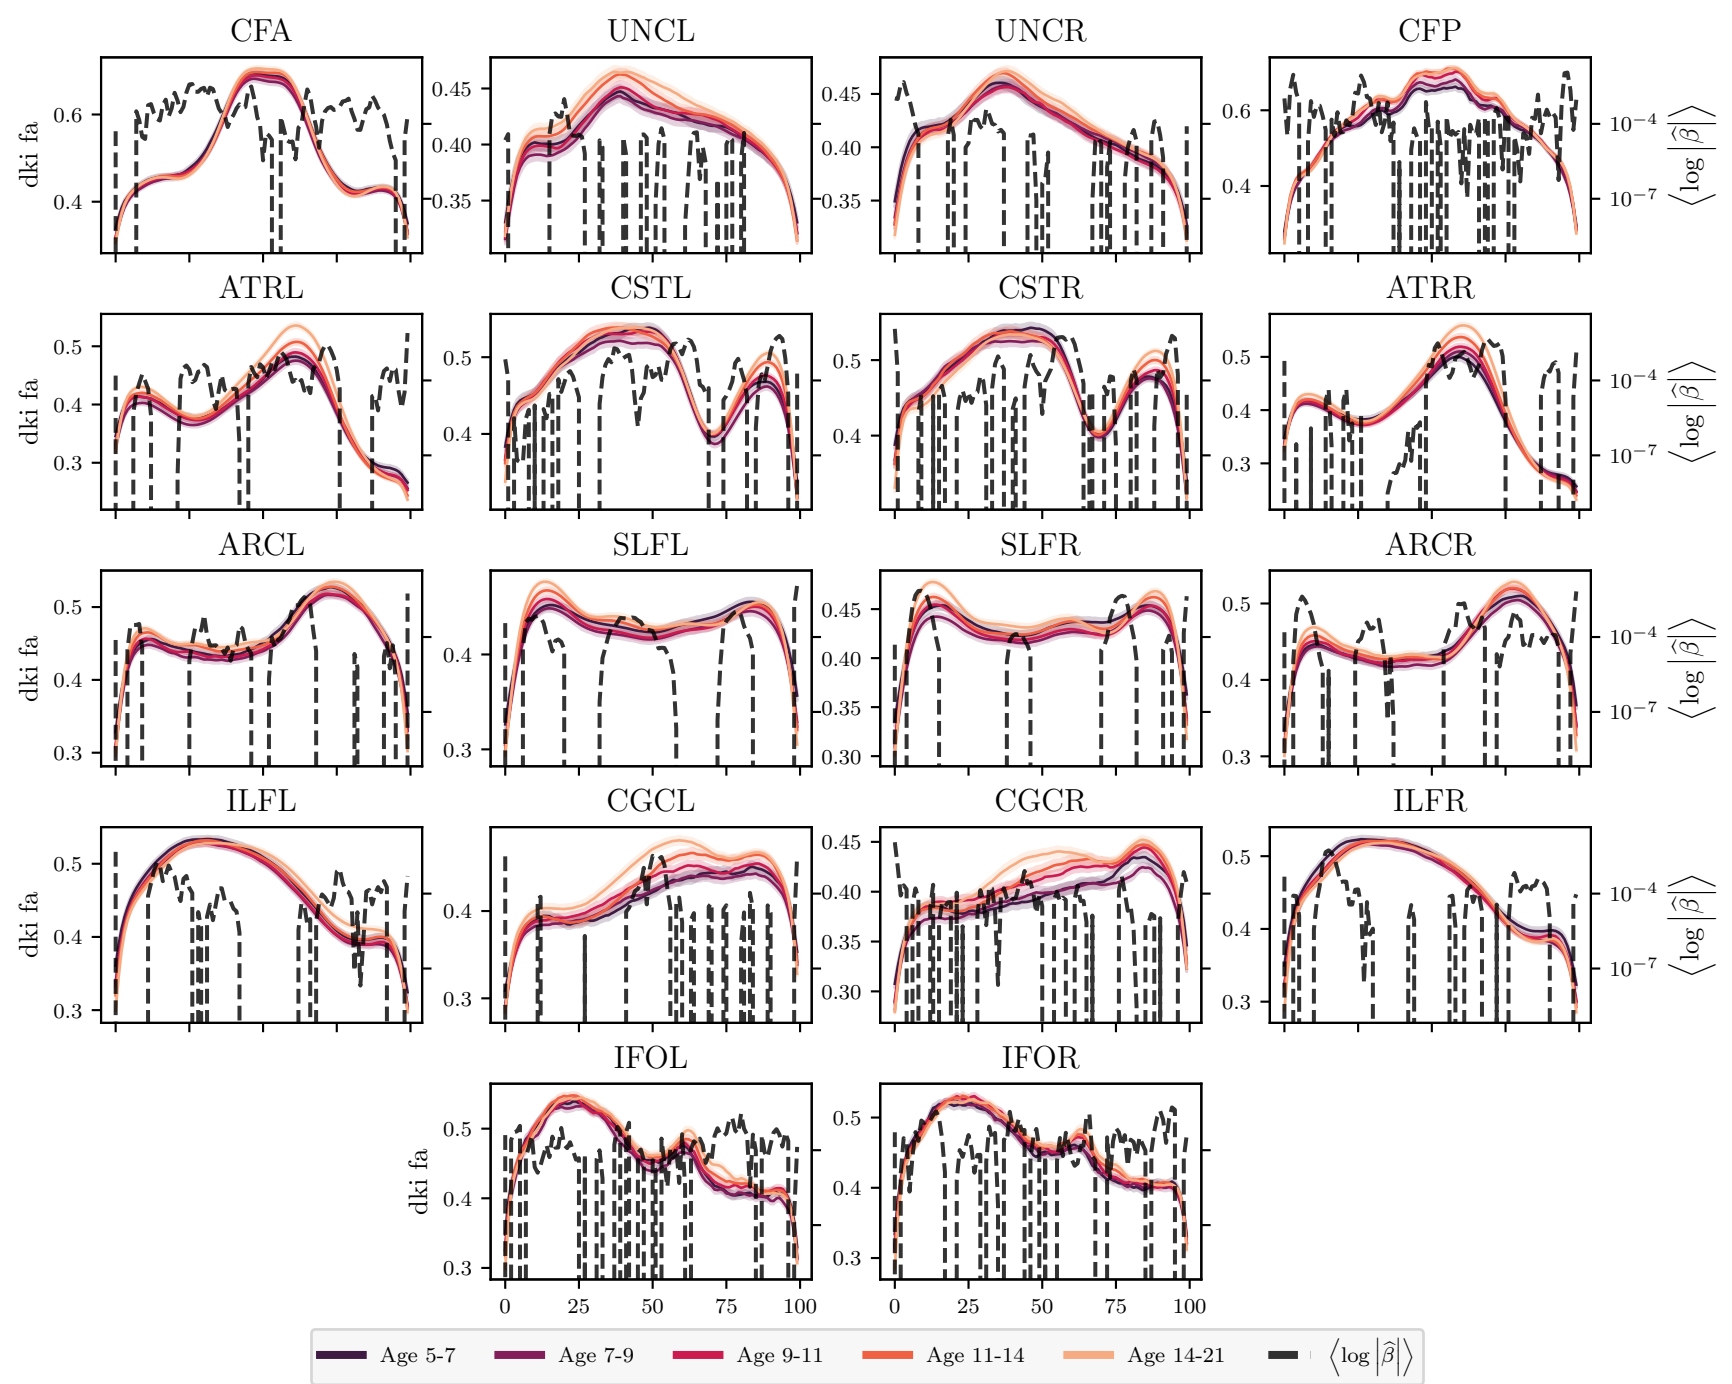 CFA UNCL UNCR CFP
dki fa 0.6 0.4 0.45 0.40 0.35 0.45 0.40 0.35 0.6 0.4 10⁻⁴ 10⁻⁷ ⟨log |β̂|⟩
ATRL CSTL CSTR ATRR
dki fa 0.5 0.4 0.3 0.5 0.4 0.5 0.4 0.5 0.4 0.3 10⁻⁴ 10⁻⁷ ⟨log |β̂|⟩
ARCL SLFL SLFR ARCR
dki fa 0.5 0.4 0.3 0.4 0.3 0.45 0.40 0.35 0.30 0.5 0.4 0.3 10⁻⁴ 10⁻⁷ ⟨log |β̂|⟩
ILFL CGCL CGCR ILFR
dki fa 0.5 0.4 0.3 0.4 0.3 0.45 0.40 0.35 0.30 0.5 0.4 0.3 10⁻⁴ 10⁻⁷ ⟨log |β̂|⟩
IFOL IFOR
dki fa 0.5 0.4 0.3 0.5 0.4 0.3
0 25 50 75 100 0 25 50 75 100
Age 5-7 Age 7-9 Age 9-11 Age 11-14 Age 14-21 ⟨log |β̂|⟩